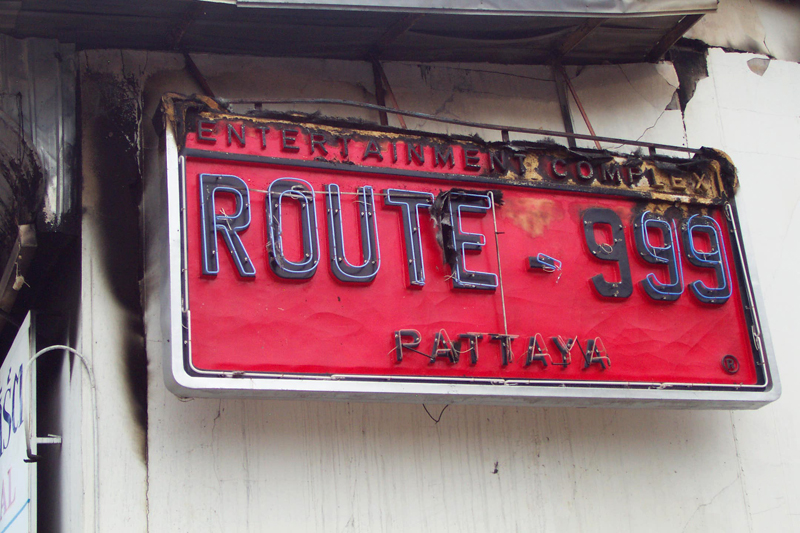 ENTERTAINMENT COMPLEX
ROUTE - 999
PATTAYA
®